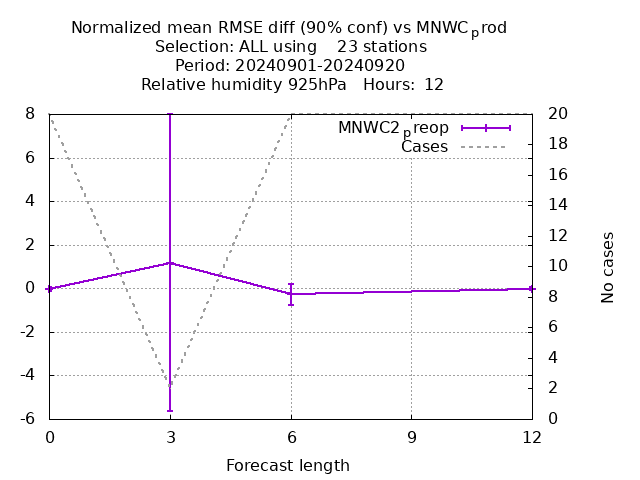 Normalized mean RMSE diff (90% conf) vs MNWC_prod
Selection: ALL using    23 stations
Period: 20240901-20240920
Relative humidity 925hPa   Hours: 12
MNWC2_preop
Cases
8
6
4
2
0
-2
-4
-6
20
18
16
14
12
10
8
6
4
2
0
No cases
0 3 6 9 12
Forecast length